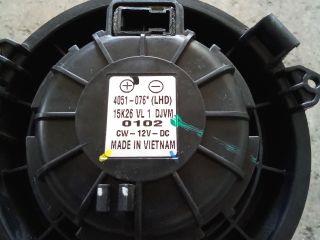 4051-076* (LHD)
15K26 VL 1 DJVM
0102
CW-12V-DC
MADE IN VIETNAM